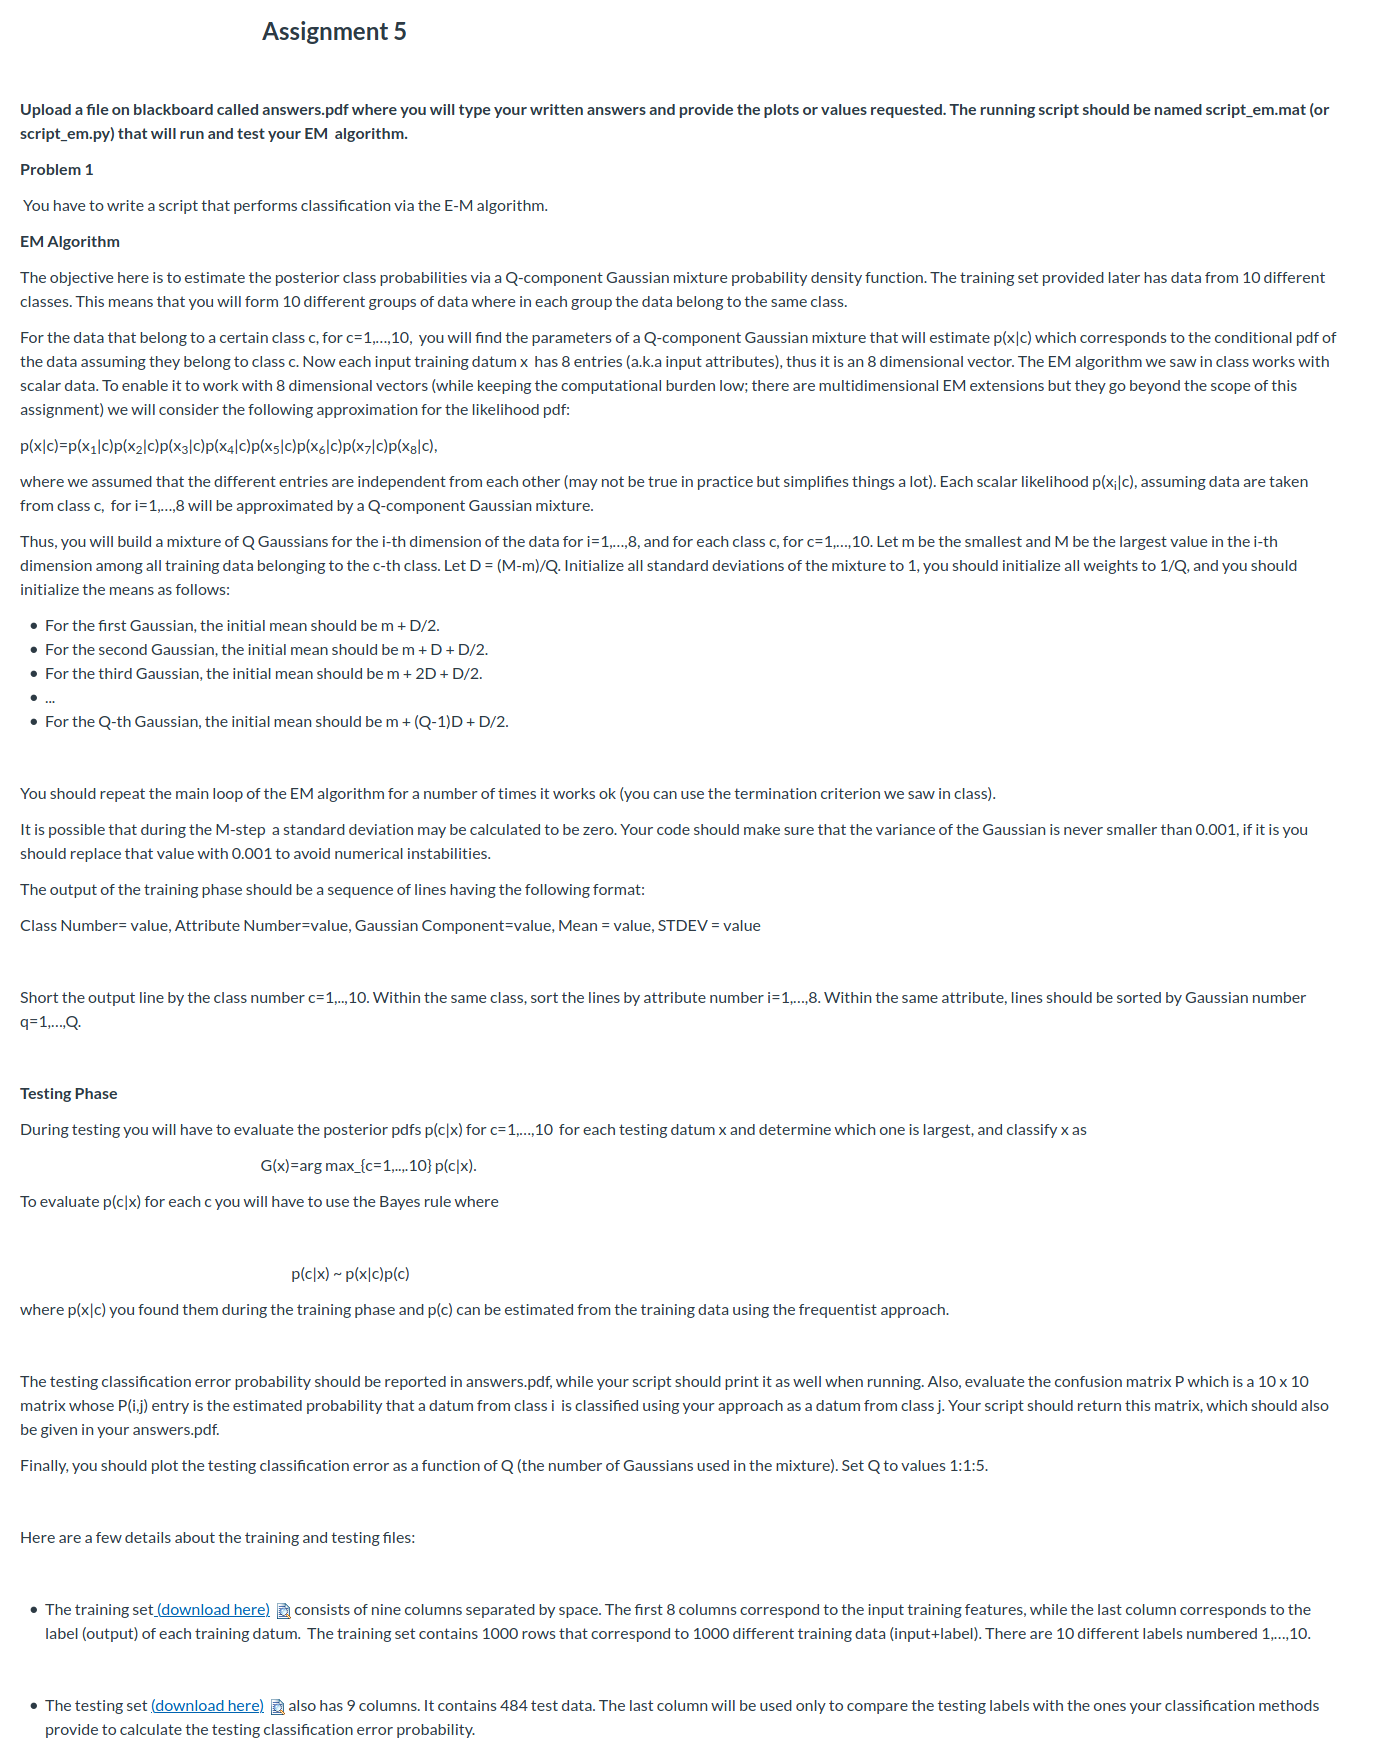 Assignment 5
Upload a file on blackboard called answers.pdf where you will type your written answers and provide the plots or values requested. The running script should be named script_em.mat (or
script_em.py) that will run and test your EM  algorithm.
Problem 1
You have to write a script that performs classification via the E-M algorithm.
EM Algorithm
The objective here is to estimate the posterior class probabilities via a Q-component Gaussian mixture probability density function. The training set provided later has data from 10 different
classes. This means that you will form 10 different groups of data where in each group the data belong to the same class.
For the data that belong to a certain class c, for c=1,...,10,  you will find the parameters of a Q-component Gaussian mixture that will estimate p(x|c) which corresponds to the conditional pdf of
the data assuming they belong to class c. Now each input training datum x  has 8 entries (a.k.a input attributes), thus it is an 8 dimensional vector. The EM algorithm we saw in class works with
scalar data. To enable it to work with 8 dimensional vectors (while keeping the computational burden low; there are multidimensional EM extensions but they go beyond the scope of this
assignment) we will consider the following approximation for the likelihood pdf:
p(x|c)=p(x₁|c)p(x₂|c)p(x₃|c)p(x₄|c)p(x₅|c)p(x₆|c)p(x₇|c)p(x₈|c),
where we assumed that the different entries are independent from each other (may not be true in practice but simplifies things a lot). Each scalar likelihood p(xᵢ|c), assuming data are taken
from class c,  for i=1,...,8 will be approximated by a Q-component Gaussian mixture.
Thus, you will build a mixture of Q Gaussians for the i-th dimension of the data for i=1,...,8, and for each class c, for c=1,...,10. Let m be the smallest and M be the largest value in the i-th
dimension among all training data belonging to the c-th class. Let D = (M-m)/Q. Initialize all standard deviations of the mixture to 1, you should initialize all weights to 1/Q, and you should
initialize the means as follows:
• For the first Gaussian, the initial mean should be m + D/2.
• For the second Gaussian, the initial mean should be m + D + D/2.
• For the third Gaussian, the initial mean should be m + 2D + D/2.
• ...
• For the Q-th Gaussian, the initial mean should be m + (Q-1)D + D/2.
You should repeat the main loop of the EM algorithm for a number of times it works ok (you can use the termination criterion we saw in class).
It is possible that during the M-step  a standard deviation may be calculated to be zero. Your code should make sure that the variance of the Gaussian is never smaller than 0.001, if it is you
should replace that value with 0.001 to avoid numerical instabilities.
The output of the training phase should be a sequence of lines having the following format:
Class Number= value, Attribute Number=value, Gaussian Component=value, Mean = value, STDEV = value
Short the output line by the class number c=1,..,10. Within the same class, sort the lines by attribute number i=1,...,8. Within the same attribute, lines should be sorted by Gaussian number
q=1,...,Q.
Testing Phase
During testing you will have to evaluate the posterior pdfs p(c|x) for c=1,...,10  for each testing datum x and determine which one is largest, and classify x as
G(x)=arg max_{c=1,..,.10} p(c|x).
To evaluate p(c|x) for each c you will have to use the Bayes rule where
p(c|x) ~ p(x|c)p(c)
where p(x|c) you found them during the training phase and p(c) can be estimated from the training data using the frequentist approach.
The testing classification error probability should be reported in answers.pdf, while your script should print it as well when running. Also, evaluate the confusion matrix P which is a 10 x 10
matrix whose P(i,j) entry is the estimated probability that a datum from class i  is classified using your approach as a datum from class j. Your script should return this matrix, which should also
be given in your answers.pdf.
Finally, you should plot the testing classification error as a function of Q (the number of Gaussians used in the mixture). Set Q to values 1:1:5.
Here are a few details about the training and testing files:
• The training set (download here) consists of nine columns separated by space. The first 8 columns correspond to the input training features, while the last column corresponds to the
label (output) of each training datum.  The training set contains 1000 rows that correspond to 1000 different training data (input+label). There are 10 different labels numbered 1,...,10.
• The testing set (download here) also has 9 columns. It contains 484 test data. The last column will be used only to compare the testing labels with the ones your classification methods
provide to calculate the testing classification error probability.